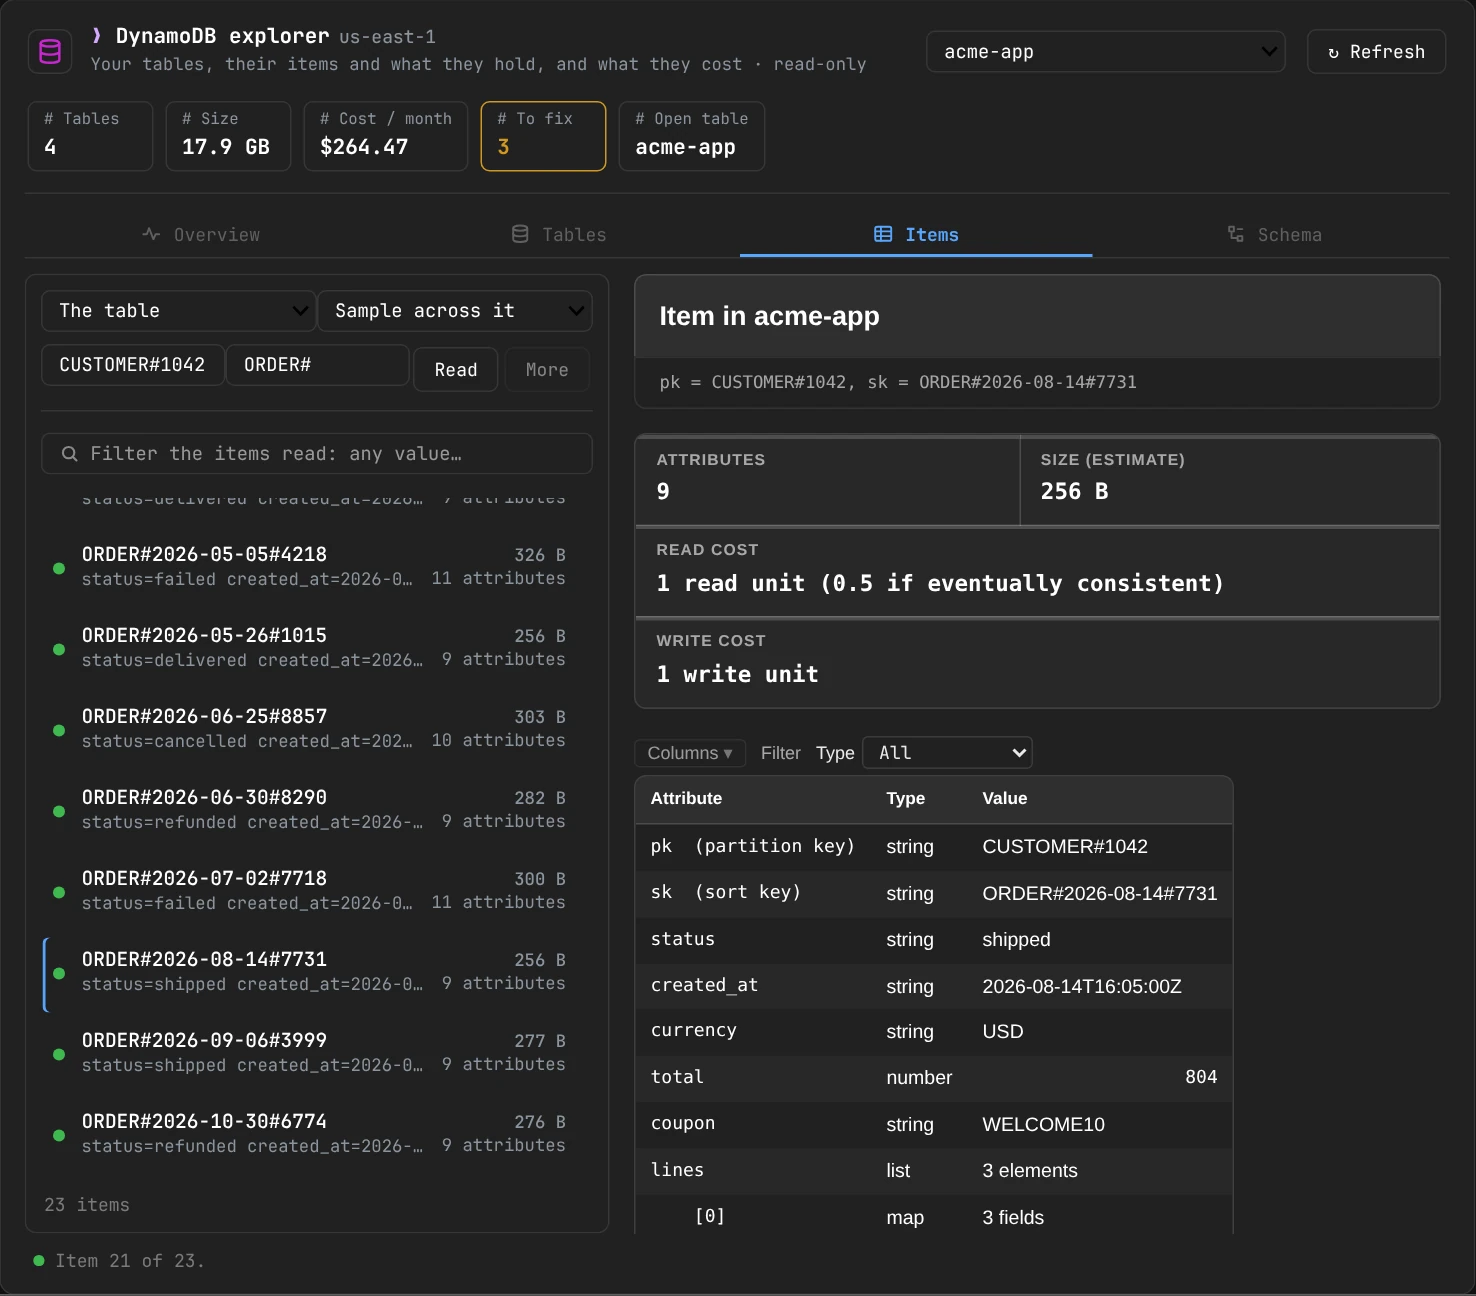 ❫ DynamoDB explorer us-east-1
Your tables, their items and what they hold, and what they cost · read-only
acme-app
↻ Refresh
# Tables
4
# Size
17.9 GB
# Cost / month
$264.47
# To fix
3
# Open table
acme-app
Overview
Tables
Items
Schema
The table
Sample across it
CUSTOMER#1042
ORDER#
Read
More
Filter the items read: any value…
status=delivered created_at=2026… 9 attributes
ORDER#2026-05-05#4218 326 B
status=failed created_at=2026-0… 11 attributes
ORDER#2026-05-26#1015 256 B
status=delivered created_at=2026… 9 attributes
ORDER#2026-06-25#8857 303 B
status=cancelled created_at=202… 10 attributes
ORDER#2026-06-30#8290 282 B
status=refunded created_at=2026-… 9 attributes
ORDER#2026-07-02#7718 300 B
status=failed created_at=2026-0… 11 attributes
ORDER#2026-08-14#7731 256 B
status=shipped created_at=2026-0… 9 attributes
ORDER#2026-09-06#3999 277 B
status=shipped created_at=2026-0… 9 attributes
ORDER#2026-10-30#6774 276 B
status=refunded created_at=2026-… 9 attributes
23 items
Item 21 of 23.
Item in acme-app
pk = CUSTOMER#1042, sk = ORDER#2026-08-14#7731
ATTRIBUTES
9
SIZE (ESTIMATE)
256 B
READ COST
1 read unit (0.5 if eventually consistent)
WRITE COST
1 write unit
Columns ▾ Filter Type All
Attribute Type Value
pk (partition key) string CUSTOMER#1042
sk (sort key) string ORDER#2026-08-14#7731
status string shipped
created_at string 2026-08-14T16:05:00Z
currency string USD
total number 804
coupon string WELCOME10
lines list 3 elements
[0] map 3 fields